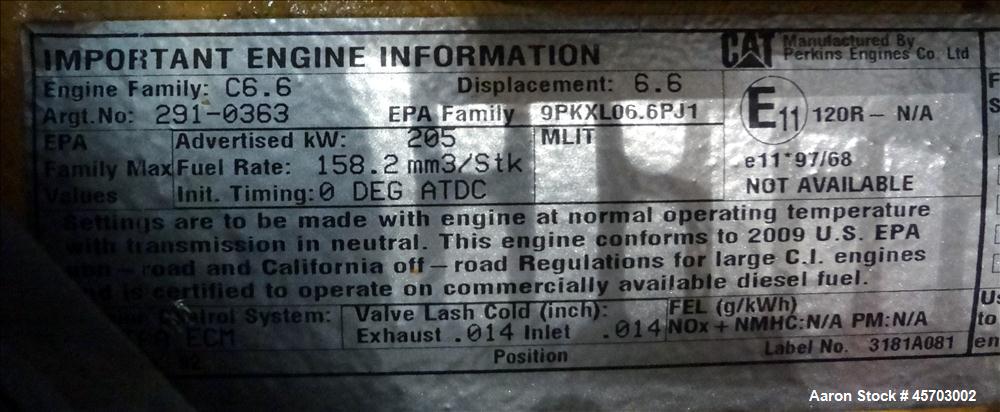 IMPORTANT ENGINE INFORMATION
CAT Manufactured By
Perkins Engines Co. Ltd
Engine Family: C6.6 Displacement: 6.6
Argt.No: 291-0363 EPA Family 9PKXL06.6PJ1
E11 120R - N/A
EPA Advertised kW: 205 MLIT
Family Max Fuel Rate: 158.2 mm3/Stk
e11*97/68
Values Init. Timing:0 DEG ATDC
NOT AVAILABLE
Settings are to be made with engine at normal operating temperature
with transmission in neutral. This engine conforms to 2009 U.S. EPA
non-road and California off-road Regulations for large C.I. engines
and is certified to operate on commercially available diesel fuel.
System: Valve Lash Cold (inch): FEL (g/kWh)
ECM Exhaust .014 Inlet .014 NOx + NMHC:N/A PM:N/A
Position Label No. 3181A081
to
Aaron Stock # 45703002